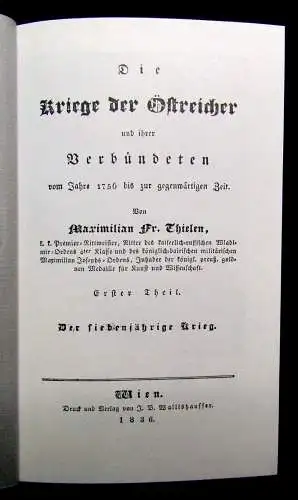 Die
Kriege der Östreicher
und ihrer
Verbündeten
vom Jahre 1756 bis zur gegenwärtigen Zeit.
Von
Maximilian Fr. Thielen,
k. k. Premier-Rittmeister, Ritter des kaiserlich-russischen Wladi-
mir-Ordens 4ter Klasse und des königlich-bairischen militärischen
Maximilian Josephs-Ordens, Inhaber der königl. preuß. golde-
nen Medaille für Kunst und Wissenschaft.
Erster Theil.
Der siebenjährige Krieg.
Wien.
Druck und Verlag von J. B. Wallishausser.
1836.